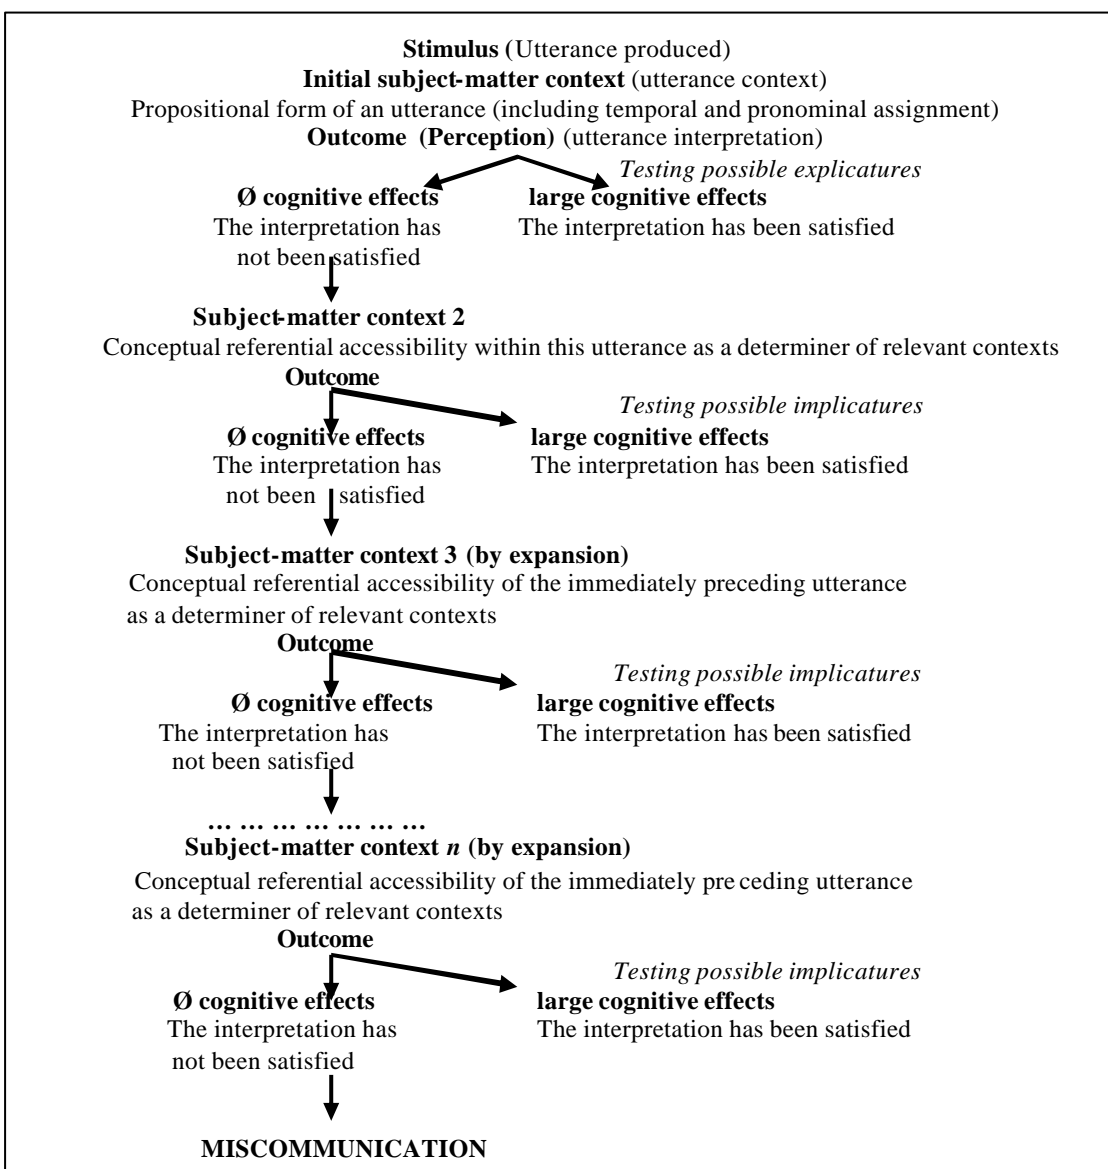 Stimulus (Utterance produced)
Initial subject-matter context (utterance context)
Propositional form of an utterance (including temporal and pronominal assignment)
Outcome (Perception) (utterance interpretation)
Testing possible explicatures
Ø cognitive effects large cognitive effects
The interpretation has The interpretation has been satisfied
not been satisfied
Subject-matter context 2
Conceptual referential accessibility within this utterance as a determiner of relevant contexts
Outcome
Testing possible implicatures
Ø cognitive effects large cognitive effects
The interpretation has The interpretation has been satisfied
not been satisfied
Subject-matter context 3 (by expansion)
Conceptual referential accessibility of the immediately preceding utterance
as a determiner of relevant contexts
Outcome
Testing possible implicatures
Ø cognitive effects large cognitive effects
The interpretation has The interpretation has been satisfied
not been satisfied
… … … … … … …
Subject-matter context n (by expansion)
Conceptual referential accessibility of the immediately pre ceding utterance
as a determiner of relevant contexts
Outcome
Testing possible implicatures
Ø cognitive effects large cognitive effects
The interpretation has The interpretation has been satisfied
not been satisfied
MISCOMMUNICATION